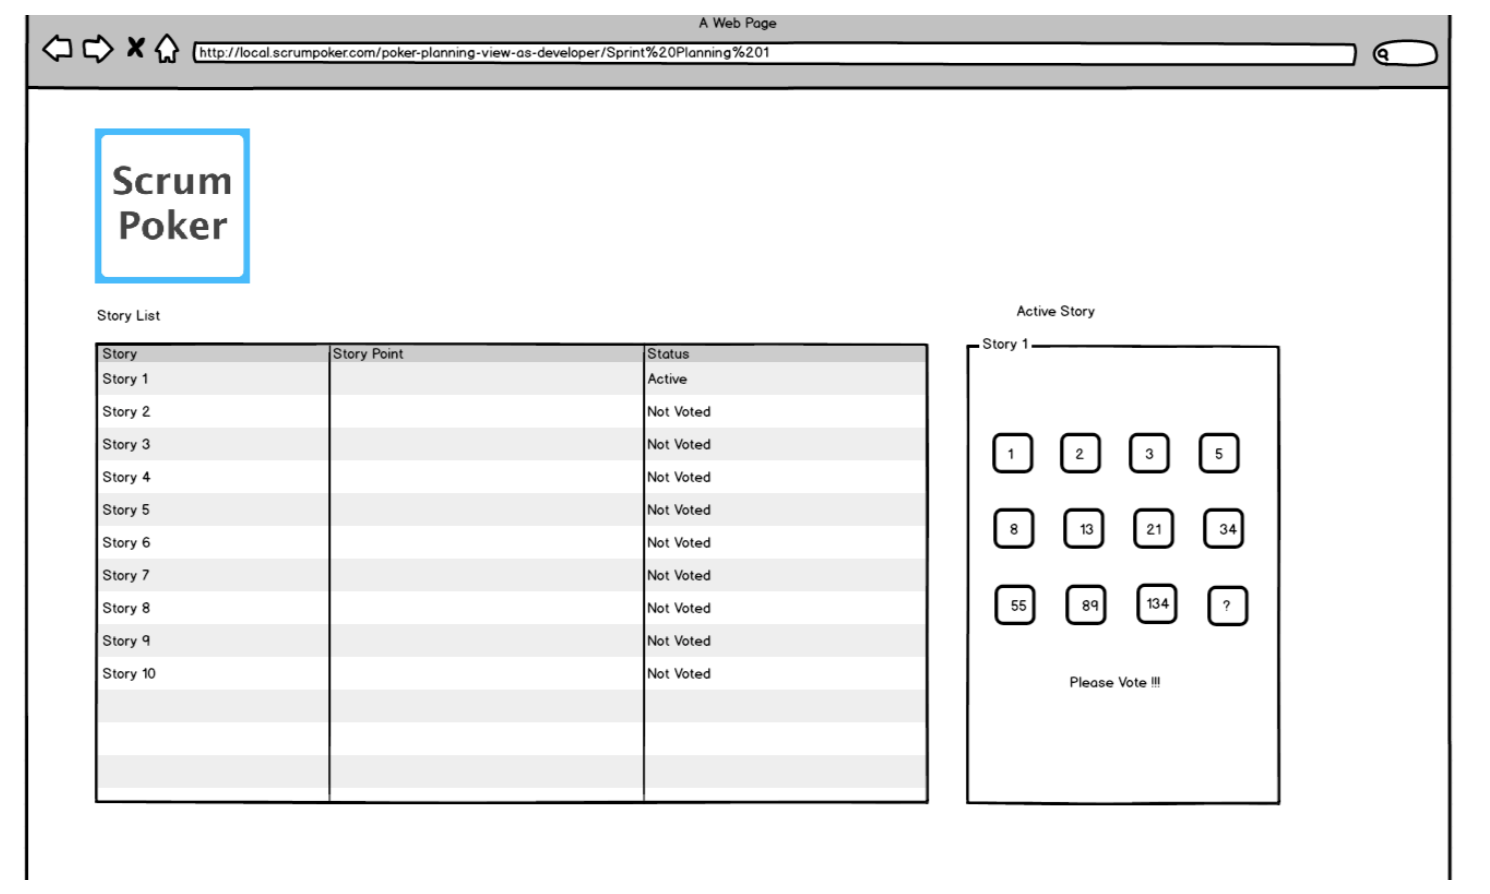 A Web Page
http://local.scrumpoker.com/poker-planning-view-as-developer/Sprint%20Planning%201
Scrum
Poker
Story List
Active Story
Story Story Point Status
Story 1 Active
Story 2 Not Voted
Story 3 Not Voted
Story 4 Not Voted
Story 5 Not Voted
Story 6 Not Voted
Story 7 Not Voted
Story 8 Not Voted
Story 9 Not Voted
Story 10 Not Voted
Story 1
1 2 3 5
8 13 21 34
55 89 134 ?
Please Vote !!!